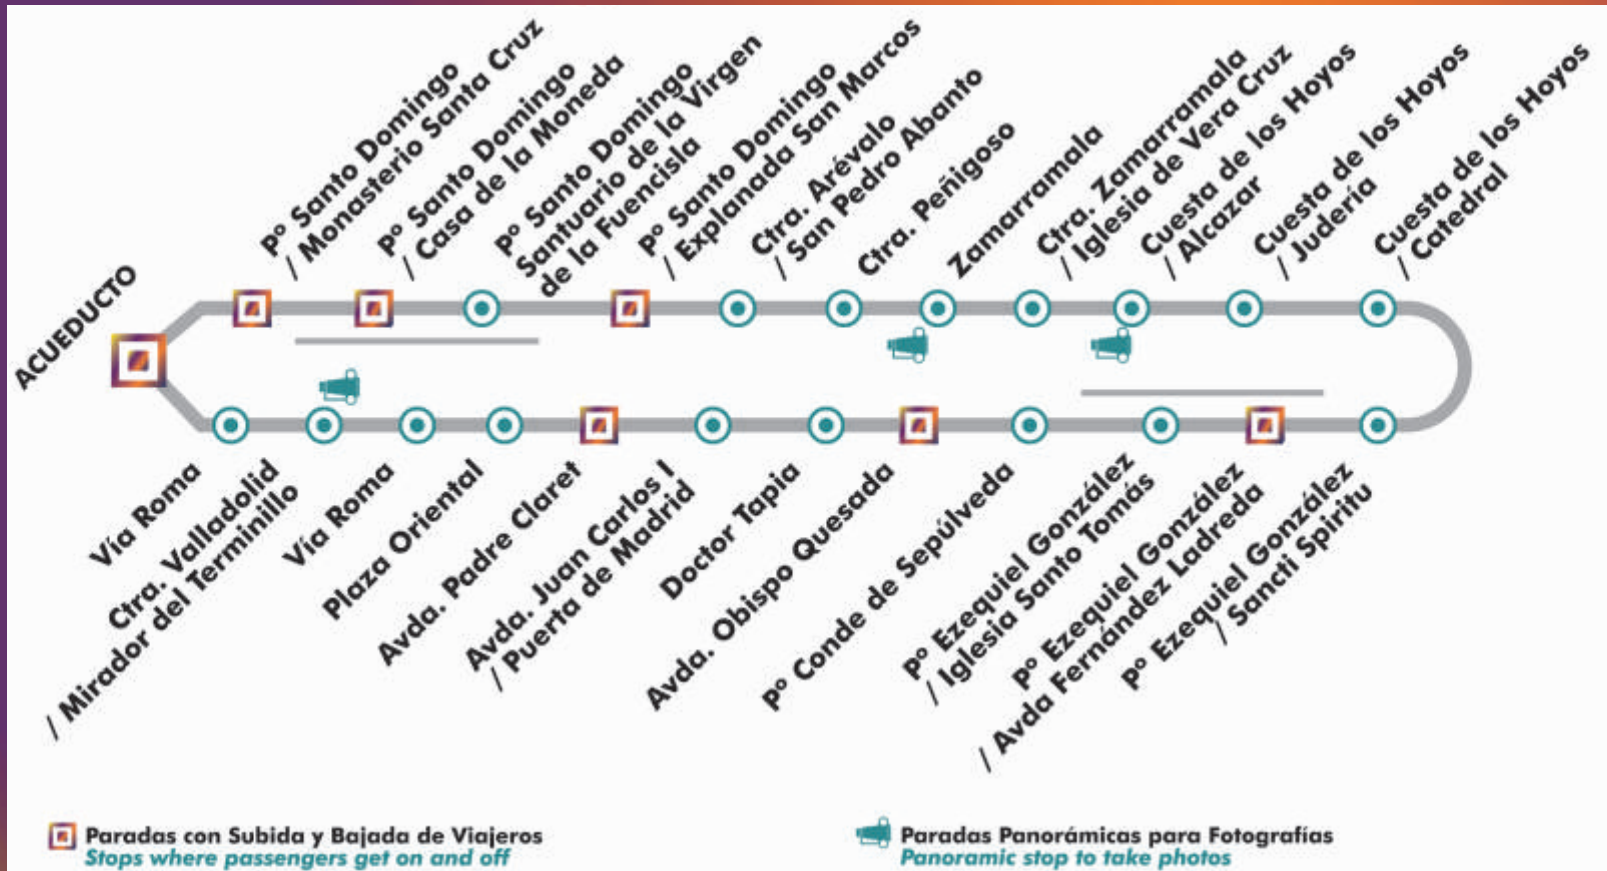 ACUEDUCTO
Pº Santo Domingo
/ Monasterio Santa Cruz
Pº Santo Domingo
/ Casa de la Moneda
Pº Santo Domingo
Santuario de la Virgen
de la Fuencisla
Pº Santo Domingo
/ Explanada San Marcos
Ctra. Arévalo
/ San Pedro Abanto
Ctra. Peñigoso
Zamarramala
Ctra. Zamarramala
/ Iglesia de Vera Cruz
Cuesta de los Hoyos
/ Alcazar
Cuesta de los Hoyos
/ Judería
Cuesta de los Hoyos
/ Catedral
Vía Roma
Ctra. Valladolid
/ Mirador del Terminillo
Vía Roma
Plaza Oriental
Avda. Padre Claret
Avda. Juan Carlos I
/ Puerta de Madrid
Doctor Tapia
Avda. Obispo Quesada
Pº Conde de Sepúlveda
Pº Ezequiel González
/ Iglesia Santo Tomás
Pº Ezequiel González
/ Avda Fernández Ladreda
Pº Ezequiel González
/ Sancti Spiritu
Paradas con Subida y Bajada de Viajeros
Stops where passengers get on and off
Paradas Panorámicas para Fotografías
Panoramic stop to take photos